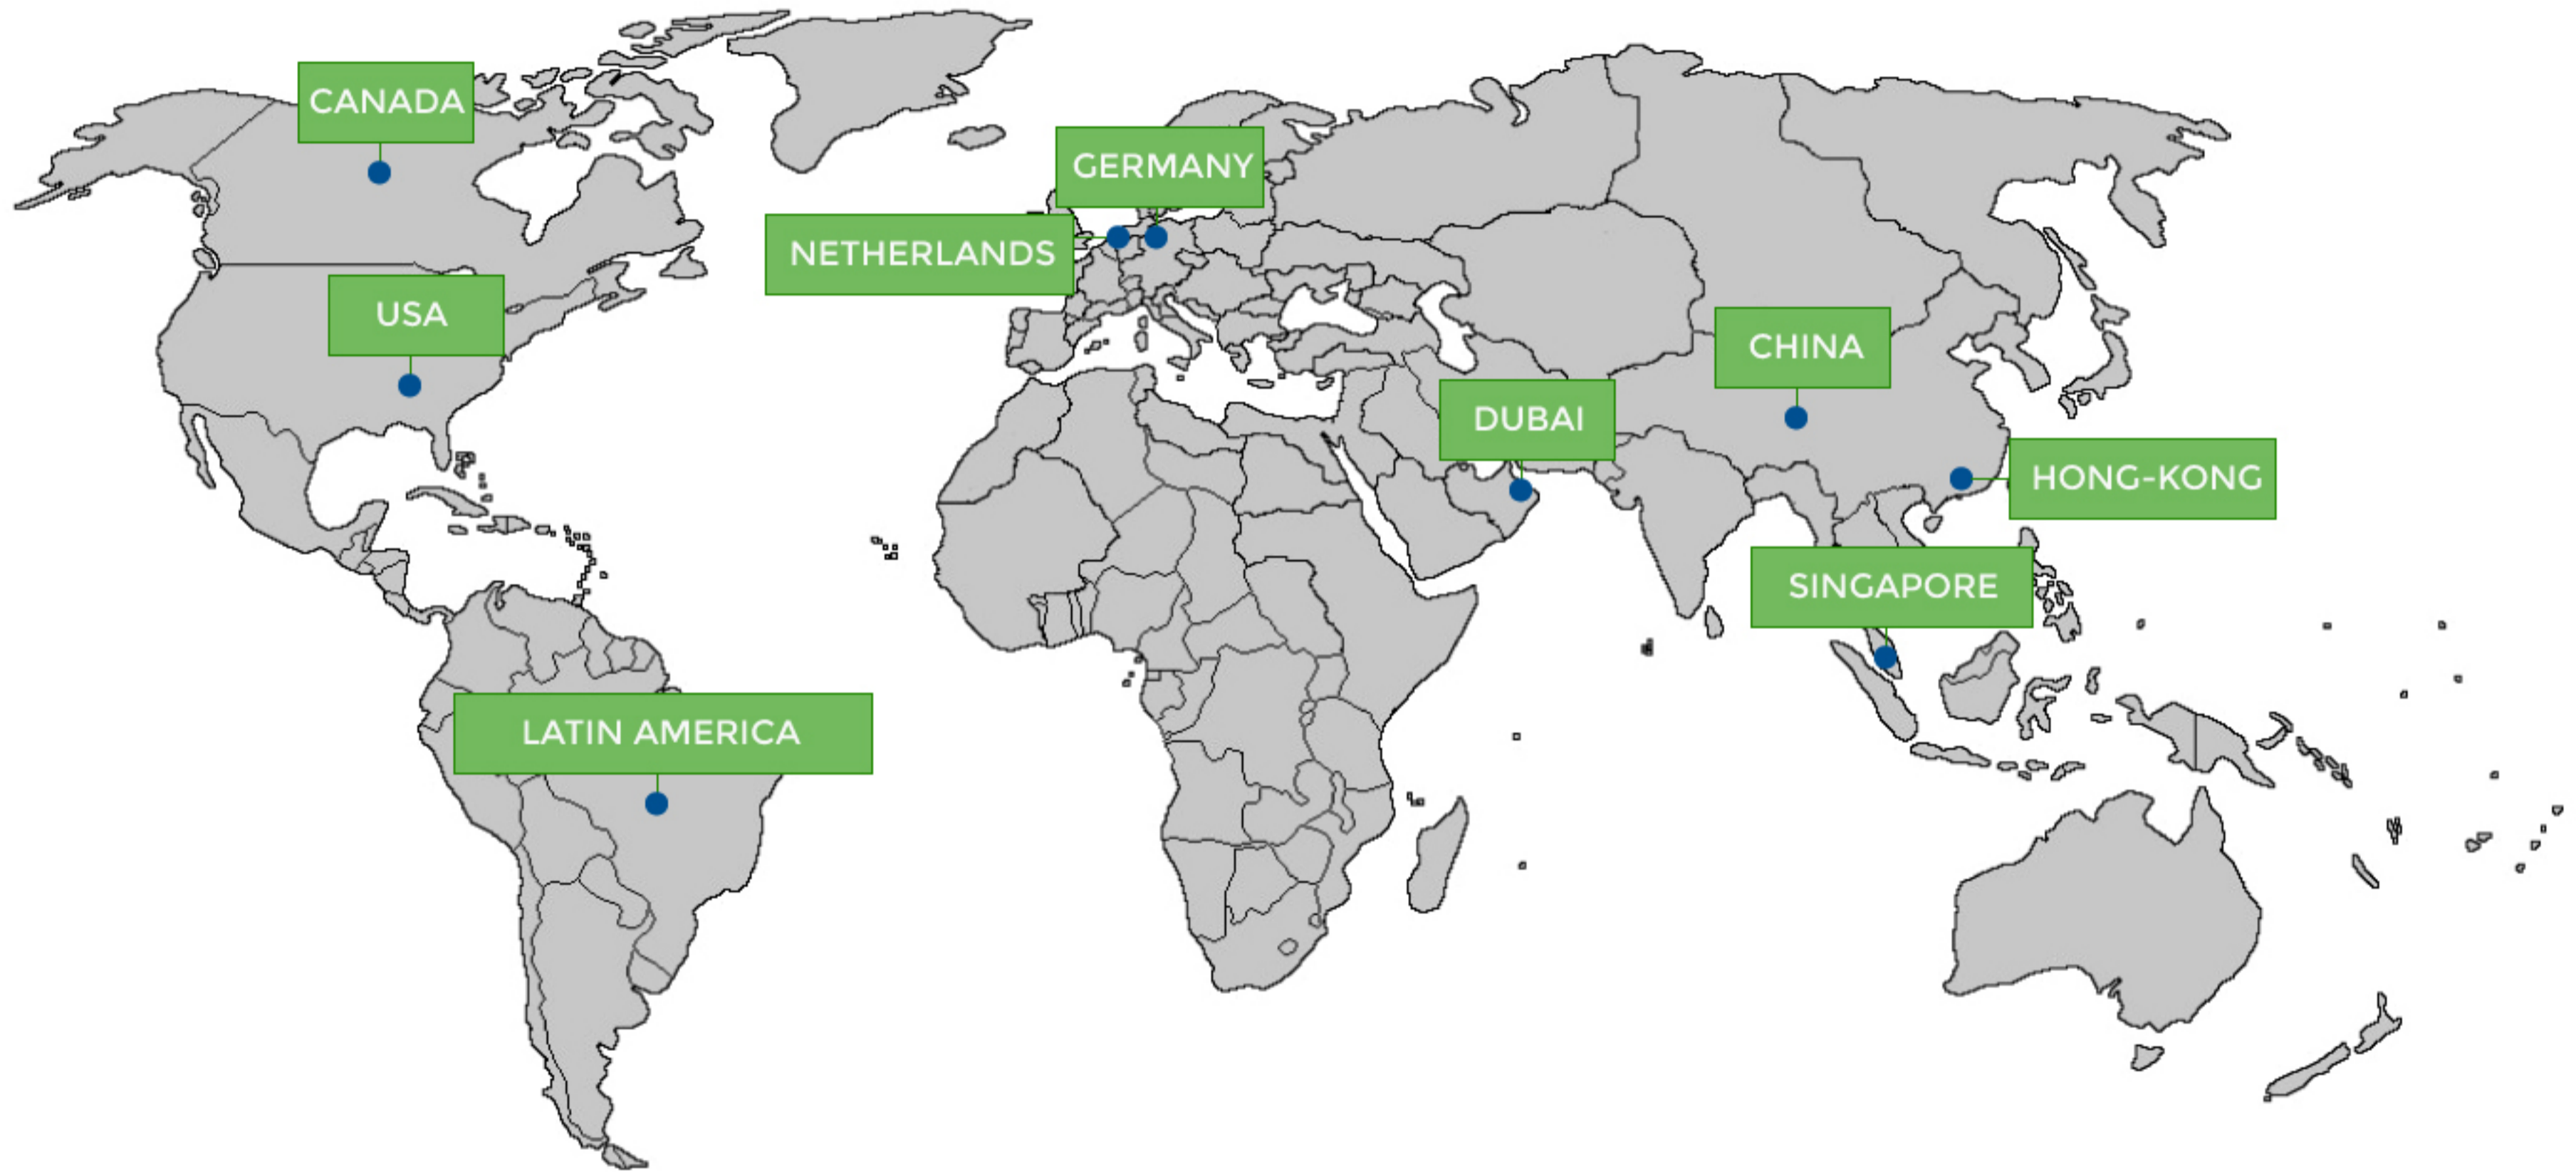 CANADA
GERMANY
NETHERLANDS
USA
CHINA
DUBAI
HONG-KONG
SINGAPORE
LATIN AMERICA